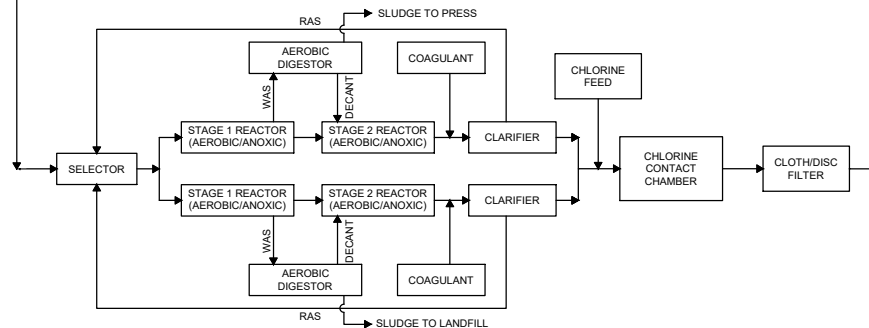 SLUDGE TO PRESS
RAS
AEROBIC
DIGESTOR
COAGULANT
CHLORINE
FEED
WAS
DECANT
STAGE 1 REACTOR
(AEROBIC/ANOXIC)
STAGE 2 REACTOR
(AEROBIC/ANOXIC)
CLARIFIER
SELECTOR
CHLORINE
CONTACT
CHAMBER
CLOTH/DISC
FILTER
STAGE 1 REACTOR
(AEROBIC/ANOXIC)
STAGE 2 REACTOR
(AEROBIC/ANOXIC)
CLARIFIER
WAS
DECANT
AEROBIC
DIGESTOR
COAGULANT
RAS
SLUDGE TO LANDFILL